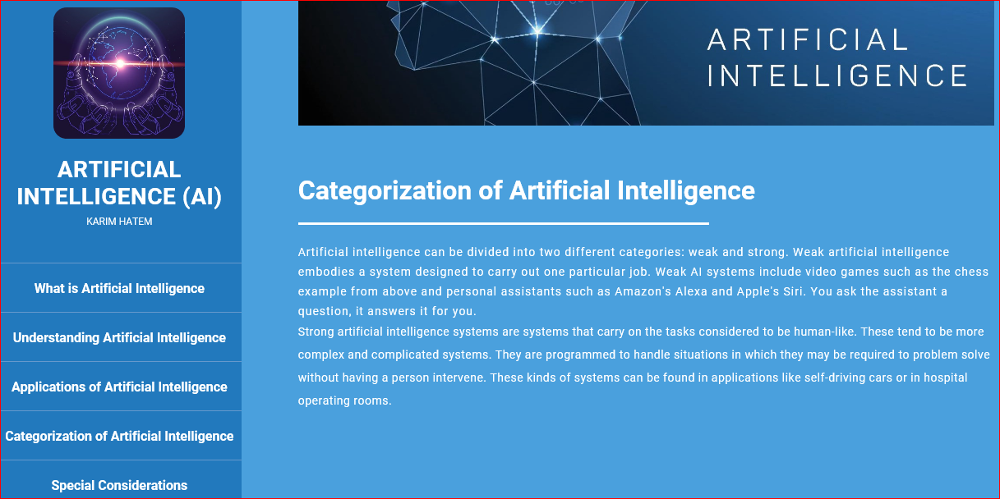 ARTIFICIAL
INTELLIGENCE (AI)
KARIM HATEM
What is Artificial Intelligence
Understanding Artificial Intelligence
Applications of Artificial Intelligence
Categorization of Artificial Intelligence
Special Considerations
ARTIFICIAL
INTELLIGENCE
Categorization of Artificial Intelligence
Artificial intelligence can be divided into two different categories: weak and strong. Weak artificial intelligence
embodies a system designed to carry out one particular job. Weak AI systems include video games such as the chess
example from above and personal assistants such as Amazon's Alexa and Apple's Siri. You ask the assistant a
question, it answers it for you.
Strong artificial intelligence systems are systems that carry on the tasks considered to be human-like. These tend to be more
complex and complicated systems. They are programmed to handle situations in which they may be required to problem solve
without having a person intervene. These kinds of systems can be found in applications like self-driving cars or in hospital
operating rooms.